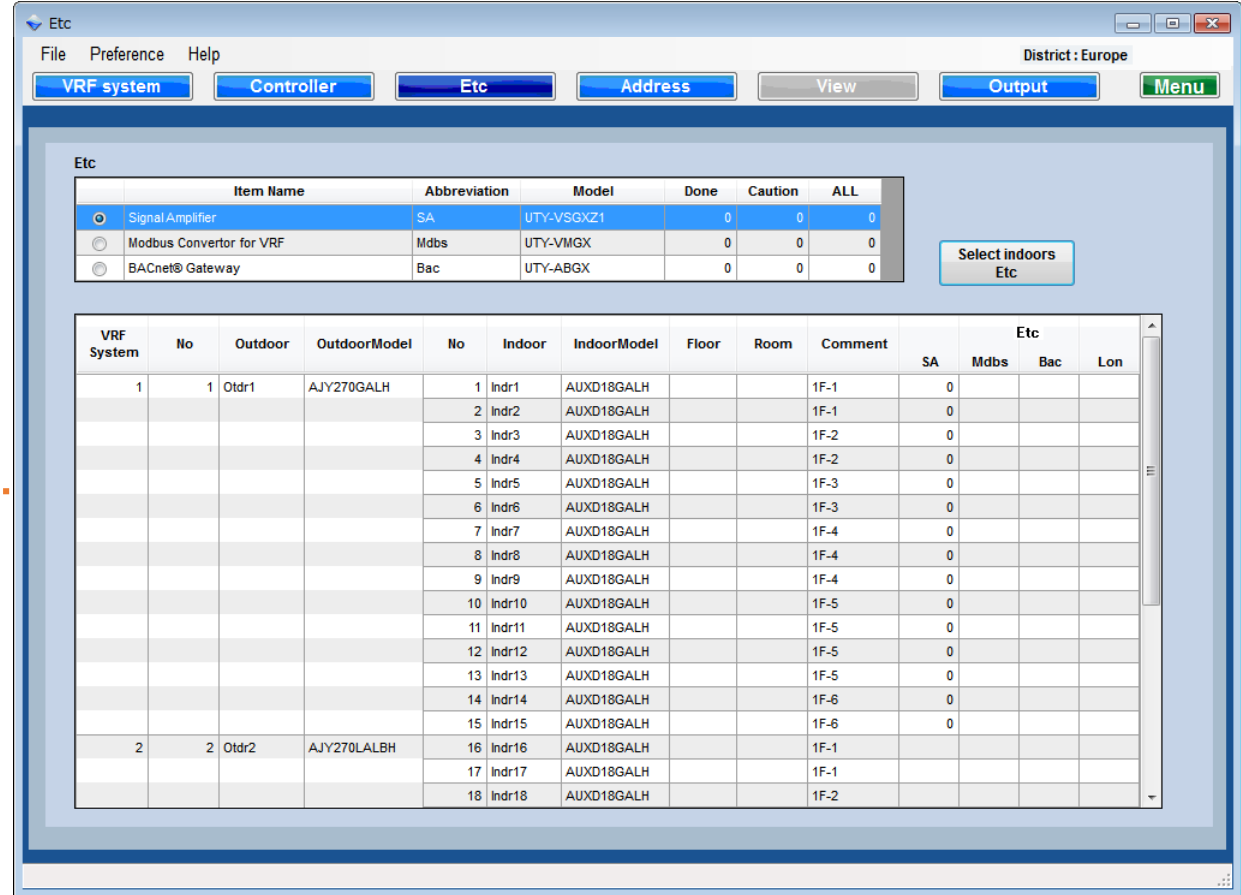 Etc
File Preference Help District : Europe
VRF system Controller Etc Address View Output Menu
Etc
Item Name Abbreviation Model Done Caution ALL
Signal Amplifier SA UTY-VSGXZ1 0 0 0
Modbus Convertor for VRF Mdbs UTY-VMGX 0 0 0
BACnet® Gateway Bac UTY-ABGX 0 0 0
Select indoors
Etc
VRF System No Outdoor OutdoorModel No Indoor IndoorModel Floor Room Comment Etc
SA Mdbs Bac Lon
1 1 Otdr1 AJY270GALH 1 Indr1 AUXD18GALH 1F-1 0
2 Indr2 AUXD18GALH 1F-1 0
3 Indr3 AUXD18GALH 1F-2 0
4 Indr4 AUXD18GALH 1F-2 0
5 Indr5 AUXD18GALH 1F-3 0
6 Indr6 AUXD18GALH 1F-3 0
7 Indr7 AUXD18GALH 1F-4 0
8 Indr8 AUXD18GALH 1F-4 0
9 Indr9 AUXD18GALH 1F-4 0
10 Indr10 AUXD18GALH 1F-5 0
11 Indr11 AUXD18GALH 1F-5 0
12 Indr12 AUXD18GALH 1F-5 0
13 Indr13 AUXD18GALH 1F-5 0
14 Indr14 AUXD18GALH 1F-6 0
15 Indr15 AUXD18GALH 1F-6 0
2 2 Otdr2 AJY270LALBH 16 Indr16 AUXD18GALH 1F-1
17 Indr17 AUXD18GALH 1F-1
18 Indr18 AUXD18GALH 1F-2